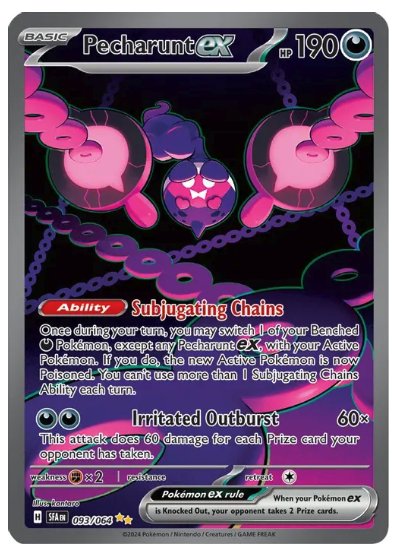 BASIC
Pecharunt ex HP 190
Ability Subjugating Chains
Once during your turn, you may switch 1 of your Benched
Pokémon, except any Pecharunt ex, with your Active
Pokémon. If you do, the new Active Pokémon is now
Poisoned. You can't use more than 1 Subjugating Chains
Ability each turn.
Irritated Outburst 60×
This attack does 60 damage for each Prize card your
opponent has taken.
weakness ×2 resistance retreat
Illus. kantaro
Pokémon ex rule When your Pokémon ex
is Knocked Out, your opponent takes 2 Prize cards.
H SFA EN 093/064
©2024 Pokémon / Nintendo / Creatures / GAME FREAK